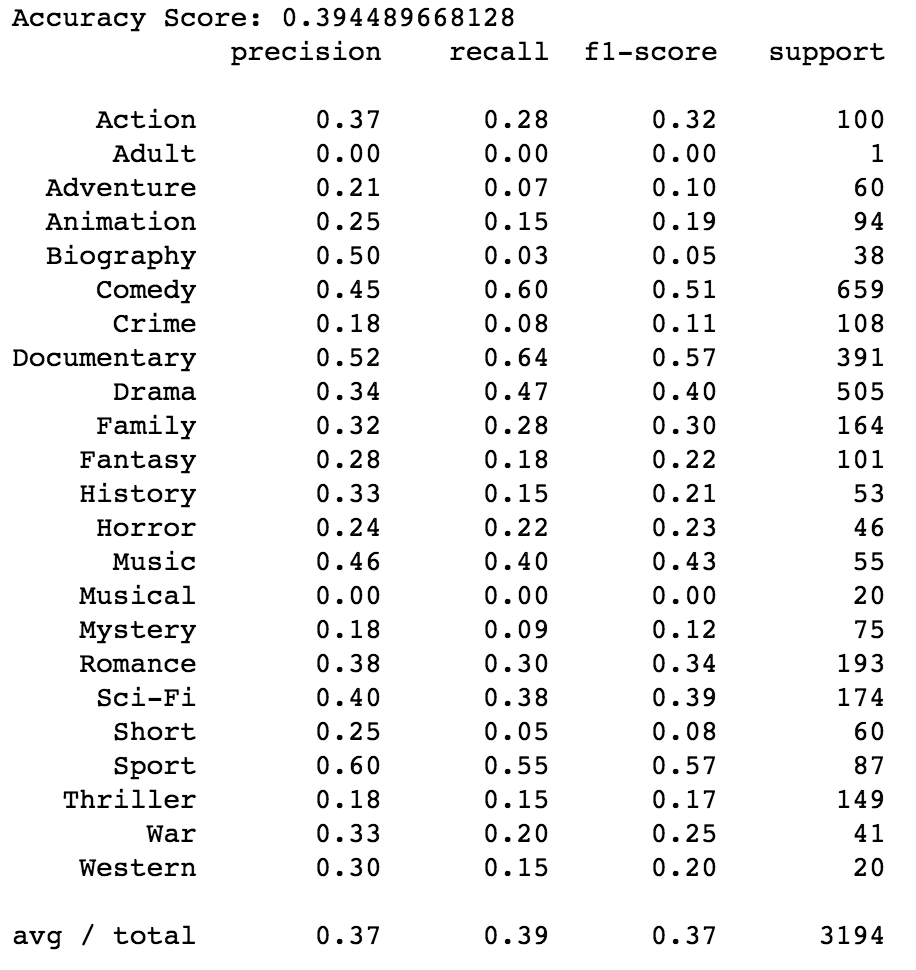 Accuracy Score: 0.394489668128
precision recall f1-score support
Action 0.37 0.28 0.32 100
Adult 0.00 0.00 0.00 1
Adventure 0.21 0.07 0.10 60
Animation 0.25 0.15 0.19 94
Biography 0.50 0.03 0.05 38
Comedy 0.45 0.60 0.51 659
Crime 0.18 0.08 0.11 108
Documentary 0.52 0.64 0.57 391
Drama 0.34 0.47 0.40 505
Family 0.32 0.28 0.30 164
Fantasy 0.28 0.18 0.22 101
History 0.33 0.15 0.21 53
Horror 0.24 0.22 0.23 46
Music 0.46 0.40 0.43 55
Musical 0.00 0.00 0.00 20
Mystery 0.18 0.09 0.12 75
Romance 0.38 0.30 0.34 193
Sci-Fi 0.40 0.38 0.39 174
Short 0.25 0.05 0.08 60
Sport 0.60 0.55 0.57 87
Thriller 0.18 0.15 0.17 149
War 0.33 0.20 0.25 41
Western 0.30 0.15 0.20 20
avg / total 0.37 0.39 0.37 3194